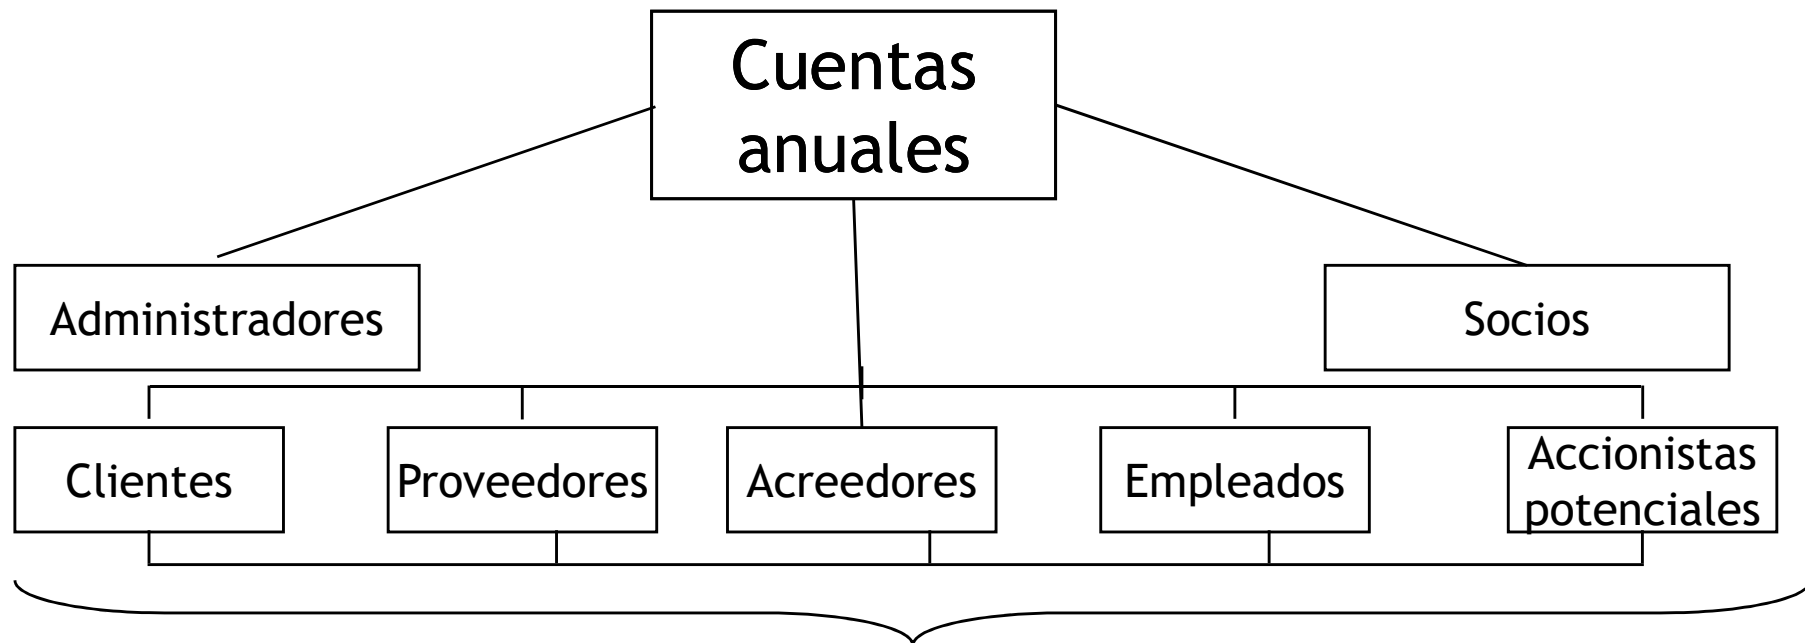 Cuentas
anuales
Administradores
Socios
Clientes
Proveedores
Acreedores
Empleados
Accionistas
potenciales